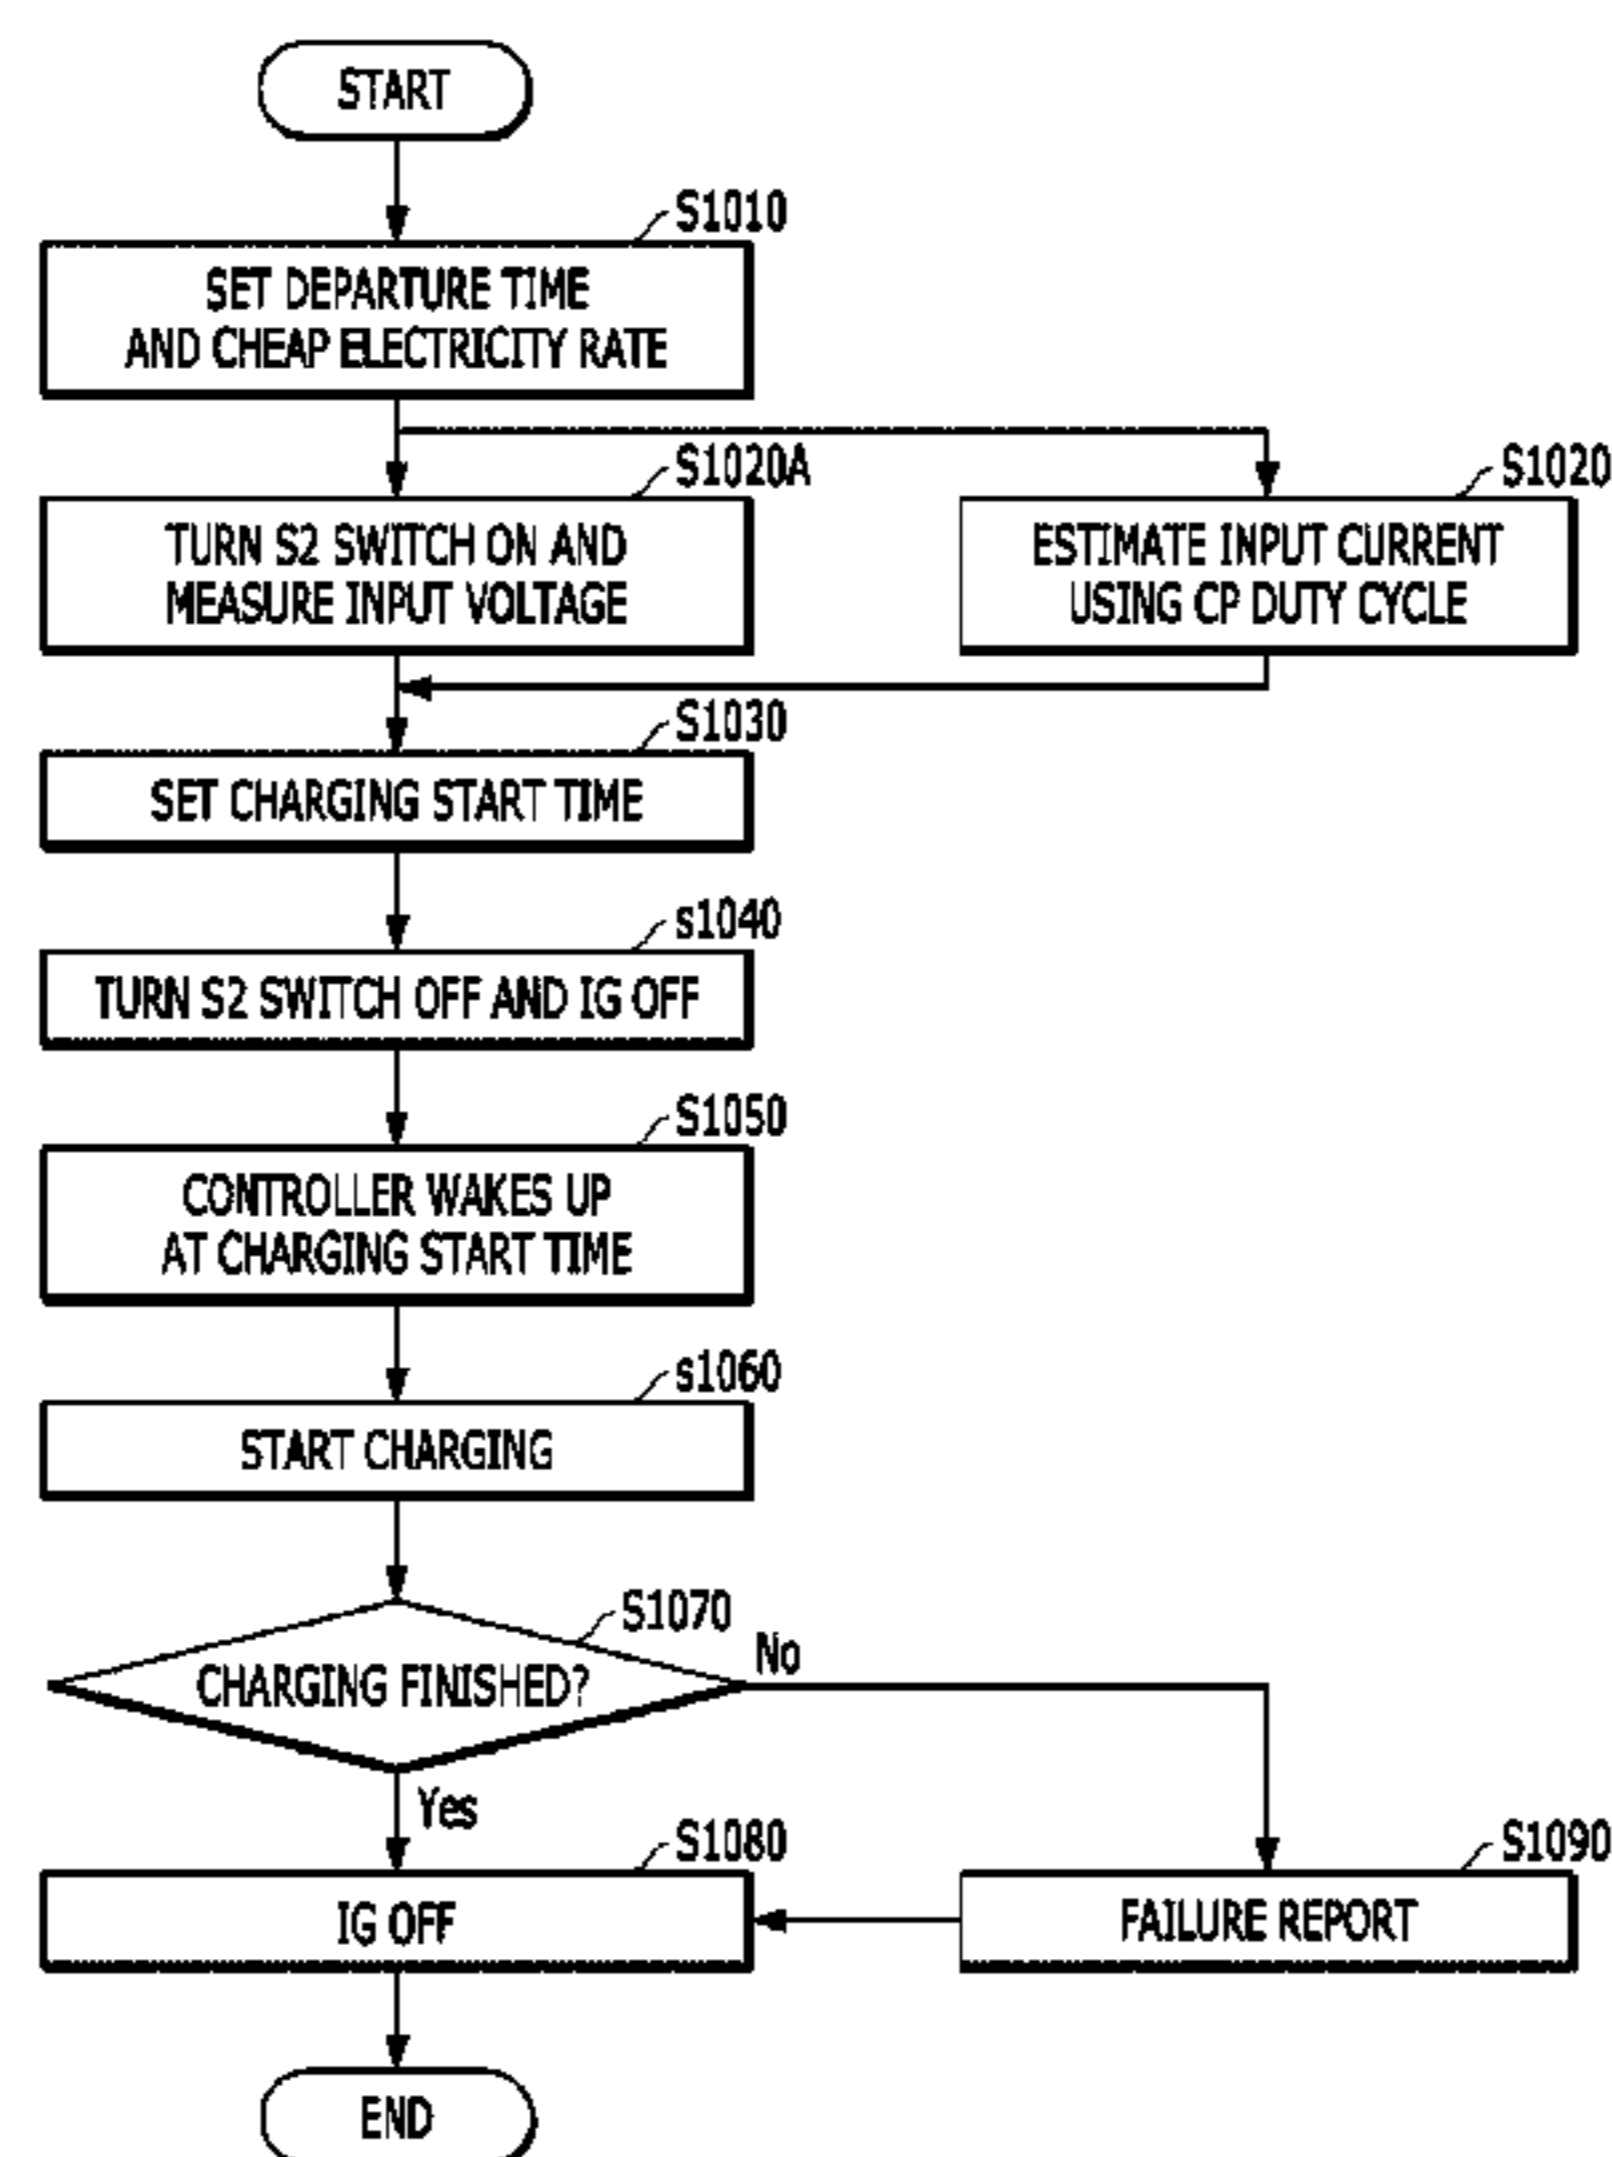 START
S1010
SET DEPARTURE TIME
AND CHEAP ELECTRICITY RATE
S1020A
TURN S2 SWITCH ON AND
MEASURE INPUT VOLTAGE
S1020
ESTIMATE INPUT CURRENT
USING CP DUTY CYCLE
S1030
SET CHARGING START TIME
s1040
TURN S2 SWITCH OFF AND IG OFF
S1050
CONTROLLER WAKES UP
AT CHARGING START TIME
s1060
START CHARGING
S1070
CHARGING FINISHED?
No
Yes
S1080
IG OFF
S1090
FAILURE REPORT
END